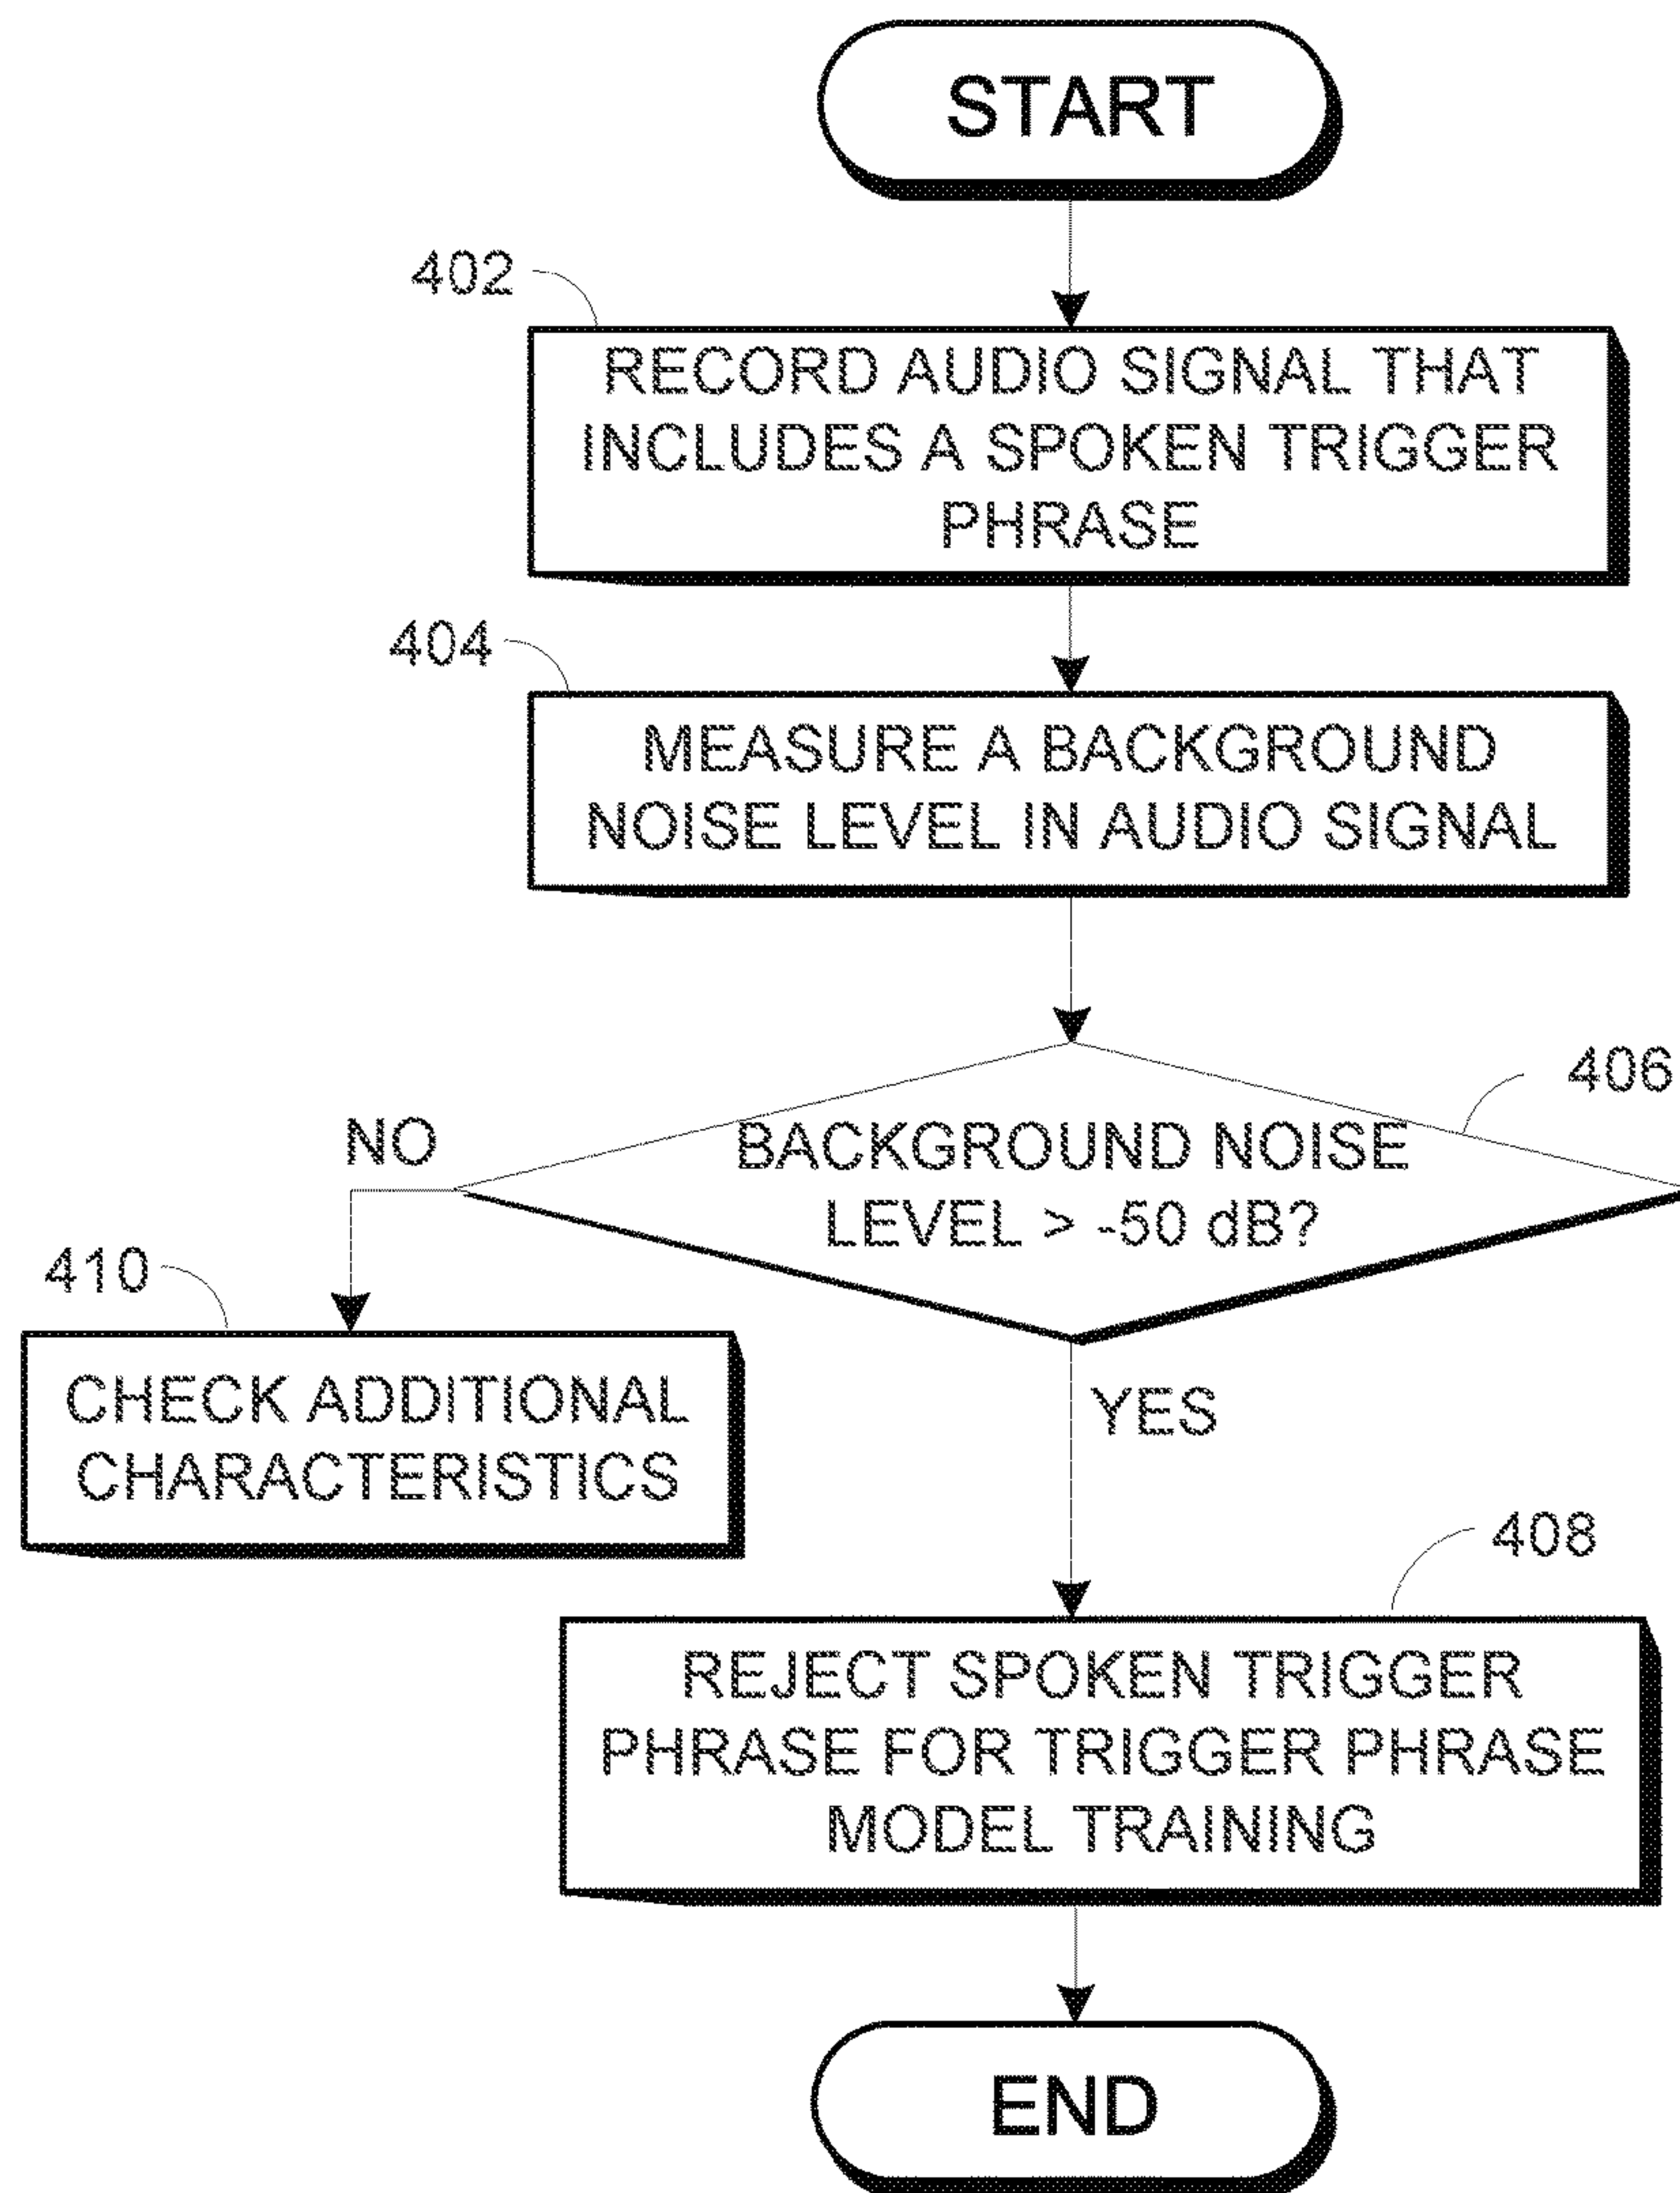 START
402
RECORD AUDIO SIGNAL THAT
INCLUDES A SPOKEN TRIGGER
PHRASE
404
MEASURE A BACKGROUND
NOISE LEVEL IN AUDIO SIGNAL
406
NO
BACKGROUND NOISE
LEVEL > -50 dB?
410
CHECK ADDITIONAL
CHARACTERISTICS
YES
408
REJECT SPOKEN TRIGGER
PHRASE FOR TRIGGER PHRASE
MODEL TRAINING
END